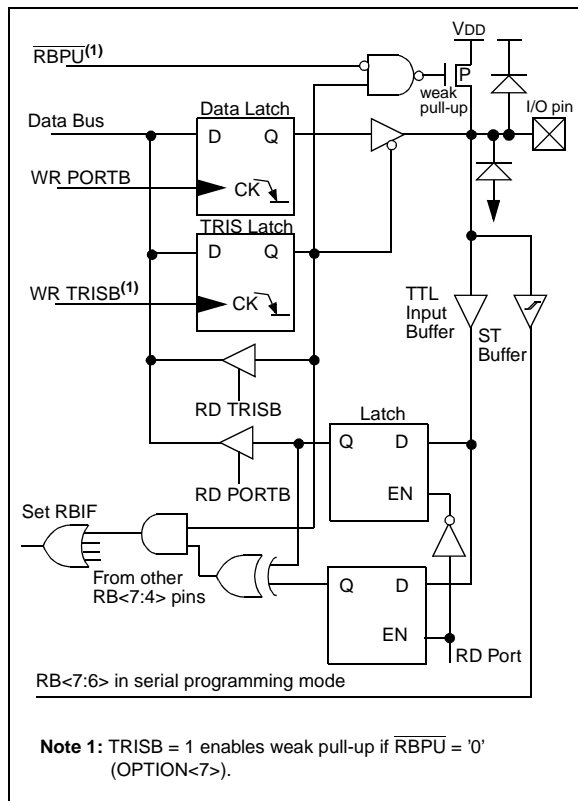 VDD
RBPU(1)
P
weak
pull-up
I/O pin
Data Latch
Data Bus
D Q
WR PORTB
CK
TRIS Latch
D Q
WR TRISB(1)
CK
TTL
Input
Buffer
ST
Buffer
RD TRISB
Latch
Q D
RD PORTB
EN
Set RBIF
From other
RB<7:4> pins
Q D
EN
RD Port
RB<7:6> in serial programming mode
Note 1: TRISB = 1 enables weak pull-up if RBPU = '0'
(OPTION<7>).